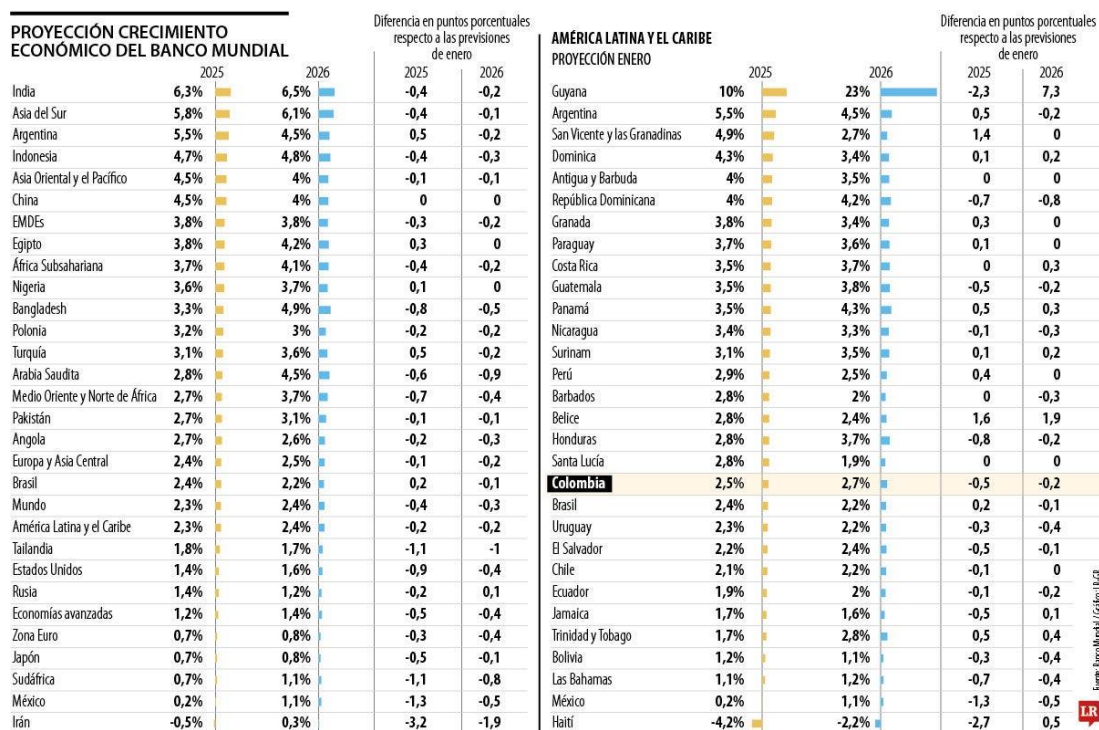 PROYECCIÓN CRECIMIENTO
ECONÓMICO DEL BANCO MUNDIAL
Diferencia en puntos porcentuales
respecto a las previsiones
de enero
2025 2026 2025 2026
India 6,3% 6,5% -0,4 -0,2
Asia del Sur 5,8% 6,1% -0,4 -0,1
Argentina 5,5% 4,5% 0,5 -0,2
Indonesia 4,7% 4,8% -0,4 -0,3
Asia Oriental y el Pacífico 4,5% 4% -0,1 -0,1
China 4,5% 4% 0 0
EMDEs 3,8% 3,8% -0,3 -0,2
Egipto 3,8% 4,2% 0,3 0
África Subsahariana 3,7% 4,1% -0,4 -0,2
Nigeria 3,6% 3,7% 0,1 0
Bangladesh 3,3% 4,9% -0,8 -0,5
Polonia 3,2% 3% -0,2 -0,2
Turquía 3,1% 3,6% 0,5 -0,2
Arabia Saudita 2,8% 4,5% -0,6 -0,9
Medio Oriente y Norte de África 2,7% 3,7% -0,7 -0,4
Pakistán 2,7% 3,1% -0,1 -0,1
Angola 2,7% 2,6% -0,2 -0,3
Europa y Asia Central 2,4% 2,5% -0,1 -0,2
Brasil 2,4% 2,2% 0,2 -0,1
Mundo 2,3% 2,4% -0,4 -0,3
América Latina y el Caribe 2,3% 2,4% -0,2 -0,2
Tailandia 1,8% 1,7% -1,1 -1
Estados Unidos 1,4% 1,6% -0,9 -0,4
Rusia 1,4% 1,2% -0,2 0,1
Economías avanzadas 1,2% 1,4% -0,5 -0,4
Zona Euro 0,7% 0,8% -0,3 -0,4
Japón 0,7% 0,8% -0,5 -0,1
Sudáfrica 0,7% 1,1% -1,1 -0,8
México 0,2% 1,1% -1,3 -0,5
Irán -0,5% 0,3% -3,2 -1,9
AMÉRICA LATINA Y EL CARIBE
PROYECCIÓN ENERO
Diferencia en puntos porcentuales
respecto a las previsiones
de enero
2025 2026 2025 2026
Guyana 10% 23% -2,3 7,3
Argentina 5,5% 4,5% 0,5 -0,2
San Vicente y las Granadinas 4,9% 2,7% 1,4 0
Dominica 4,3% 3,4% 0,1 0,2
Antigua y Barbuda 4% 3,5% 0 0
República Dominicana 4% 4,2% -0,7 -0,8
Granada 3,8% 3,4% 0,3 0
Paraguay 3,7% 3,6% 0,1 0
Costa Rica 3,5% 3,7% 0 0,3
Guatemala 3,5% 3,8% -0,5 -0,2
Panamá 3,5% 4,3% 0,5 0,3
Nicaragua 3,4% 3,3% -0,1 -0,3
Surinam 3,1% 3,5% 0,1 0,2
Perú 2,9% 2,5% 0,4 0
Barbados 2,8% 2% 0 -0,3
Belice 2,8% 2,4% 1,6 1,9
Honduras 2,8% 3,7% -0,8 -0,2
Santa Lucía 2,8% 1,9% 0 0
Colombia 2,5% 2,7% -0,5 -0,2
Brasil 2,4% 2,2% 0,2 -0,1
Uruguay 2,3% 2,2% -0,3 -0,4
El Salvador 2,2% 2,4% -0,5 -0,1
Chile 2,1% 2,2% -0,1 0
Ecuador 1,9% 2% -0,1 -0,2
Jamaica 1,7% 1,6% -0,5 0,1
Trinidad y Tobago 1,7% 2,8% 0,5 0,4
Bolivia 1,2% 1,1% -0,3 -0,4
Las Bahamas 1,1% 1,2% -0,7 -0,4
México 0,2% 1,1% -1,3 -0,5
Haití -4,2% -2,2% -2,7 0,5
Fuente: Banco Mundial / Gráfico: LR-GR
LR